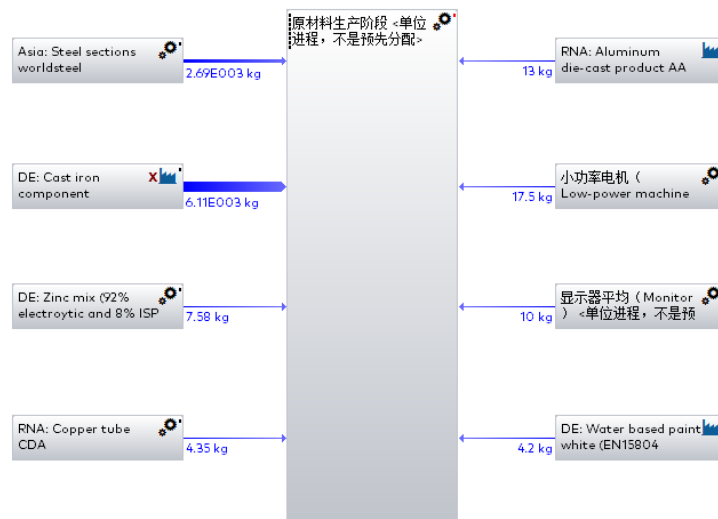 原材料生产阶段 <单位
进程，不是预先分配>
Asia: Steel sections
worldsteel
2.69E003 kg
RNA: Aluminum
die-cast product AA
13 kg
DE: Cast iron
component
X
6.11E003 kg
小功率电机（
Low-power machine
17.5 kg
DE: Zinc mix (92%
electroytic and 8% ISP
7.58 kg
显示器平均（Monitor
） <单位进程，不是预
10 kg
RNA: Copper tube
CDA
4.35 kg
DE: Water based paint
white (EN15804
4.2 kg